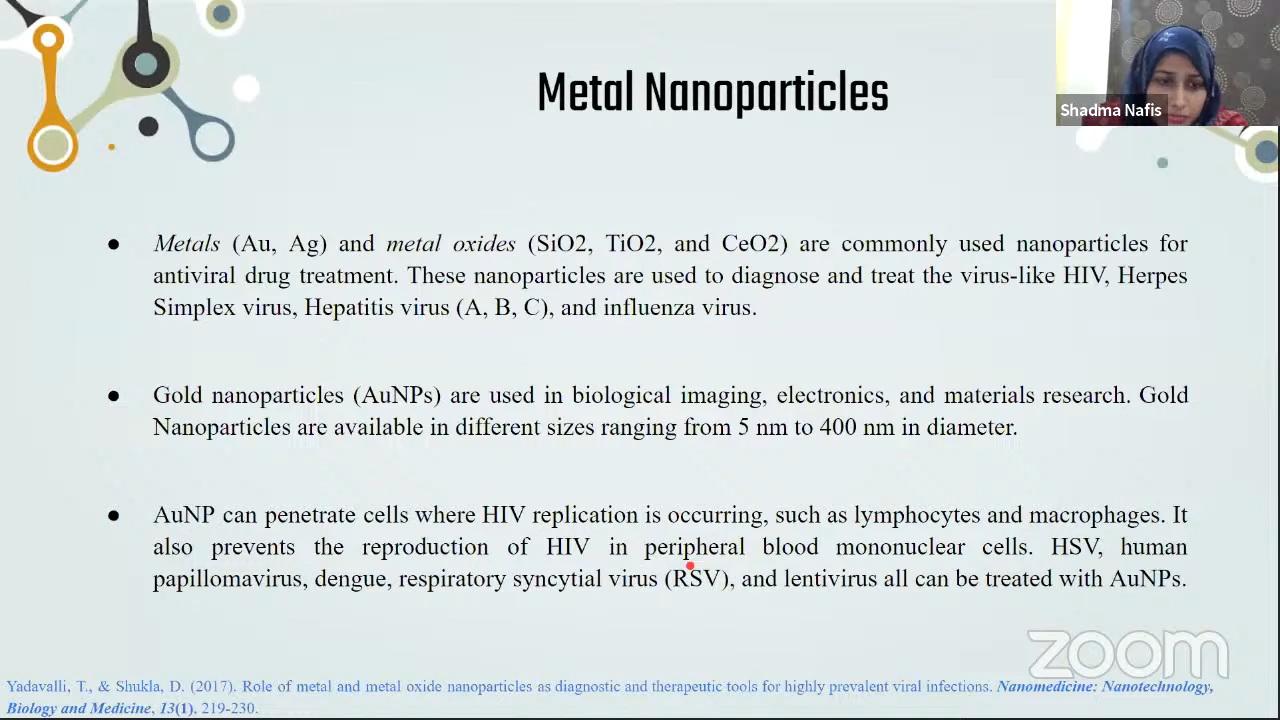 Metal Nanoparticles
Shadma Nafis
● Metals (Au, Ag) and metal oxides (SiO2, TiO2, and CeO2) are commonly used nanoparticles for
antiviral drug treatment. These nanoparticles are used to diagnose and treat the virus-like HIV, Herpes
Simplex virus, Hepatitis virus (A, B, C), and influenza virus.
● Gold nanoparticles (AuNPs) are used in biological imaging, electronics, and materials research. Gold
Nanoparticles are available in different sizes ranging from 5 nm to 400 nm in diameter.
● AuNP can penetrate cells where HIV replication is occurring, such as lymphocytes and macrophages. It
also prevents the reproduction of HIV in peripheral blood mononuclear cells. HSV, human
papillomavirus, dengue, respiratory syncytial virus (RSV), and lentivirus all can be treated with AuNPs.
zoom
Yadavalli, T., & Shukla, D. (2017). Role of metal and metal oxide nanoparticles as diagnostic and therapeutic tools for highly prevalent viral infections. Nanomedicine: Nanotechnology,
Biology and Medicine, 13(1), 219-230.